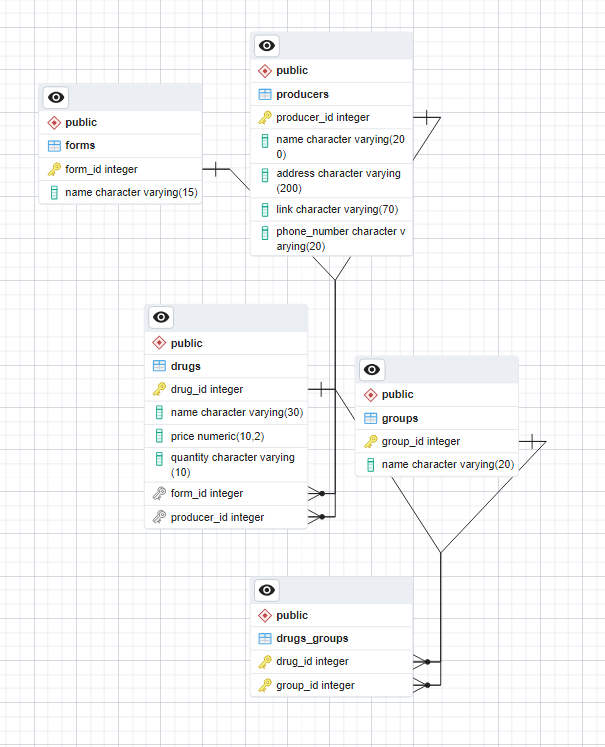 public
producers
producer_id integer
name character varying(20
0)
address character varying
(200)
link character varying(70)
phone_number character v
arying(20)
public
forms
form_id integer
name character varying(15)
public
drugs
drug_id integer
name character varying(30)
price numeric(10,2)
quantity character varying
(10)
form_id integer
producer_id integer
public
groups
group_id integer
name character varying(20)
public
drugs_groups
drug_id integer
group_id integer